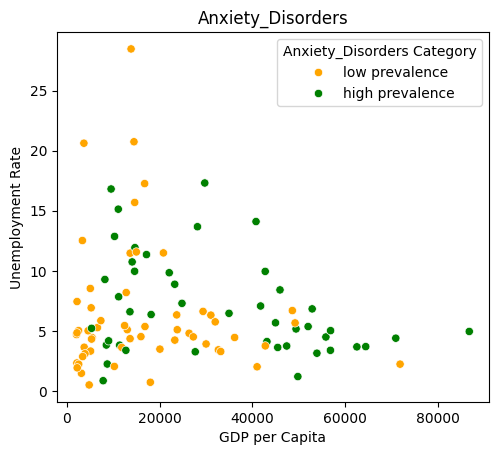 Anxiety_Disorders
Anxiety_Disorders Category
low prevalence
high prevalence
Unemployment Rate
25
20
15
10
5
0
0
20000
40000
60000
80000
GDP per Capita